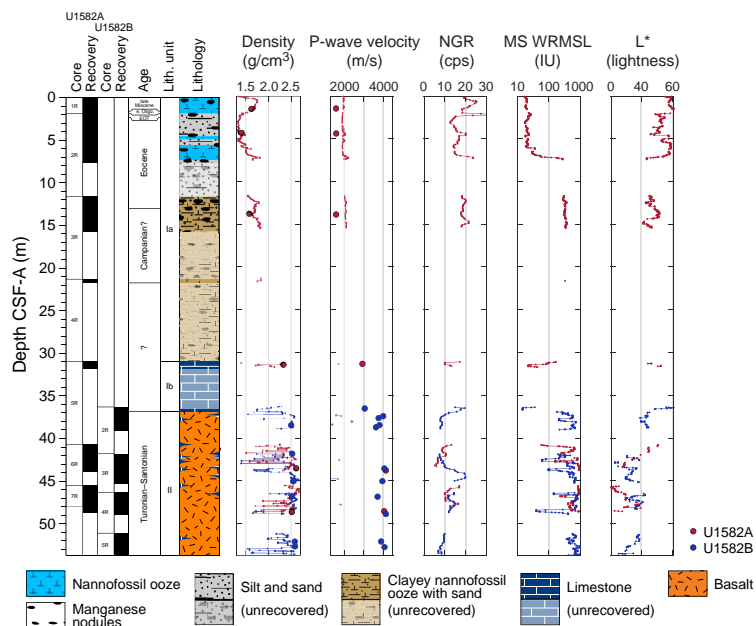 U1582A
U1582B
Core
Recovery
Core
Recovery
Age
Lith. unit
Lithology
Density
(g/cm3)
P-wave velocity
(m/s)
NGR
(cps)
MS WRMSL
(IU)
L*
(lightness)
1.5 2.0 2.5
2000 4000
0 10 20 30
10 100 1000
40 60
Depth CSF-A (m)
0
5
10
15
20
25
30
35
40
45
50
1R
2R
3R
4R
5R
6R
7R
2R
3R
4R
5R
late
Miocene
e. Oligo.
EOT
Eocene
Campanian?
?
Turonian–Santonian
Ia
Ib
II
U1582A
U1582B
Nannofossil ooze
Manganese
nodules
Silt and sand
(unrecovered)
Clayey nannofossil
ooze with sand
(unrecovered)
Limestone
(unrecovered)
Basalt